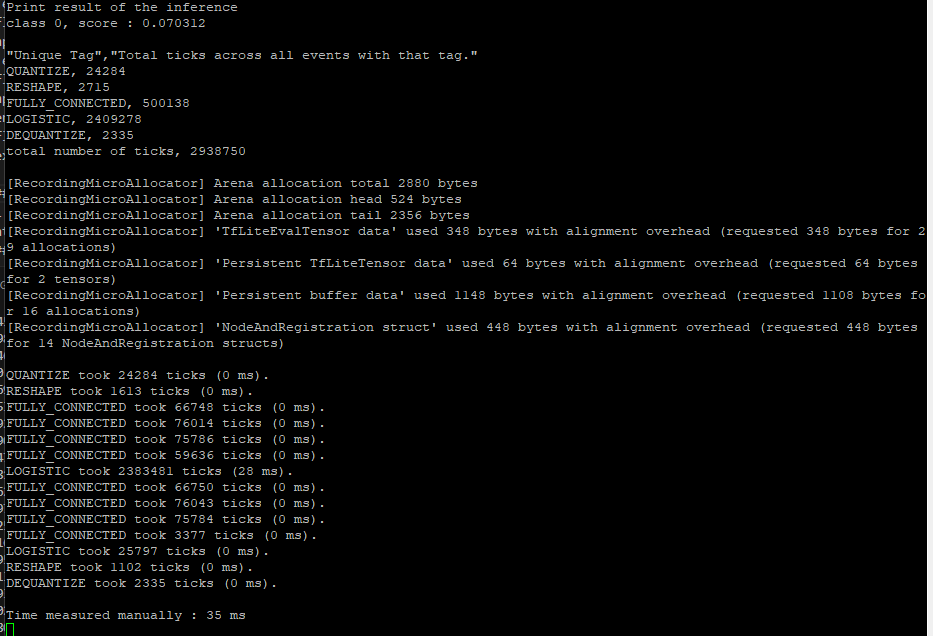 Print result of the inference
class 0, score : 0.070312
"Unique Tag","Total ticks across all events with that tag."
QUANTIZE, 24284
RESHAPE, 2715
FULLY_CONNECTED, 500138
LOGISTIC, 2409278
DEQUANTIZE, 2335
total number of ticks, 2938750
[RecordingMicroAllocator] Arena allocation total 2880 bytes
[RecordingMicroAllocator] Arena allocation head 524 bytes
[RecordingMicroAllocator] Arena allocation tail 2356 bytes
[RecordingMicroAllocator] 'TfLiteEvalTensor data' used 348 bytes with alignment overhead (requested 348 bytes for 2
9 allocations)
[RecordingMicroAllocator] 'Persistent TfLiteTensor data' used 64 bytes with alignment overhead (requested 64 bytes
for 2 tensors)
[RecordingMicroAllocator] 'Persistent buffer data' used 1148 bytes with alignment overhead (requested 1108 bytes fo
r 16 allocations)
[RecordingMicroAllocator] 'NodeAndRegistration struct' used 448 bytes with alignment overhead (requested 448 bytes
for 14 NodeAndRegistration structs)
QUANTIZE took 24284 ticks (0 ms).
RESHAPE took 1613 ticks (0 ms).
FULLY_CONNECTED took 66748 ticks (0 ms).
FULLY_CONNECTED took 76014 ticks (0 ms).
FULLY_CONNECTED took 75786 ticks (0 ms).
FULLY_CONNECTED took 59636 ticks (0 ms).
LOGISTIC took 2383481 ticks (28 ms).
FULLY_CONNECTED took 66750 ticks (0 ms).
FULLY_CONNECTED took 76043 ticks (0 ms).
FULLY_CONNECTED took 75784 ticks (0 ms).
FULLY_CONNECTED took 3377 ticks (0 ms).
LOGISTIC took 25797 ticks (0 ms).
RESHAPE took 1102 ticks (0 ms).
DEQUANTIZE took 2335 ticks (0 ms).
Time measured manually : 35 ms